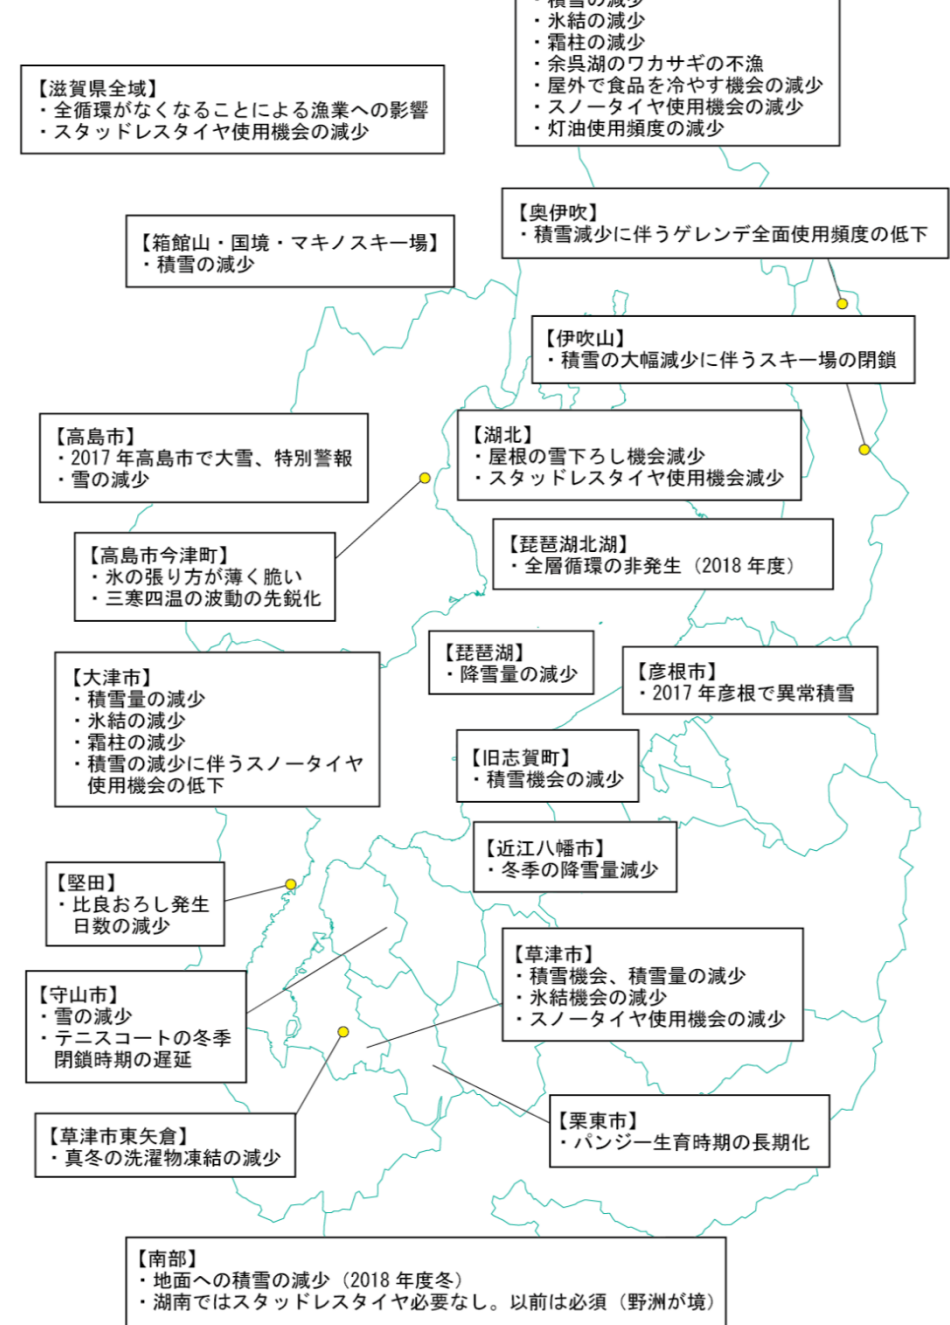 ・積雪の減少
・氷結の減少
・霜柱の減少
・余呉湖のワカサギの不漁
・屋外で食品を冷やす機会の減少
・スノータイヤ使用機会の減少
・灯油使用頻度の減少
【滋賀県全域】
・全循環がなくなることによる漁業への影響
・スタッドレスタイヤ使用機会の減少
【奥伊吹】
・積雪減少に伴うゲレンデ全面使用頻度の低下
【箱館山・国境・マキノスキー場】
・積雪の減少
【伊吹山】
・積雪の大幅減少に伴うスキー場の閉鎖
【高島市】
・2017年高島市で大雪、特別警報
・雪の減少
【湖北】
・屋根の雪下ろし機会減少
・スタッドレスタイヤ使用機会減少
【高島市今津町】
・氷の張り方が薄く脆い
・三寒四温の波動の先鋭化
【琵琶湖北湖】
・全層循環の非発生（2018年度）
【琵琶湖】
・降雪量の減少
【彦根市】
・2017年彦根で異常積雪
【大津市】
・積雪量の減少
・氷結の減少
・霜柱の減少
・積雪の減少に伴うスノータイヤ
使用機会の低下
【旧志賀町】
・積雪機会の減少
【近江八幡市】
・冬季の降雪量減少
【堅田】
・比良おろし発生
日数の減少
【草津市】
・積雪機会、積雪量の減少
・氷結機会の減少
・スノータイヤ使用機会の減少
【守山市】
・雪の減少
・テニスコートの冬季
閉鎖時期の遅延
【栗東市】
・パンジー生育時期の長期化
【草津市東矢倉】
・真冬の洗濯物凍結の減少
【南部】
・地面への積雪の減少（2018年度冬）
・湖南ではスタッドレスタイヤ必要なし。以前は必須（野洲が境）